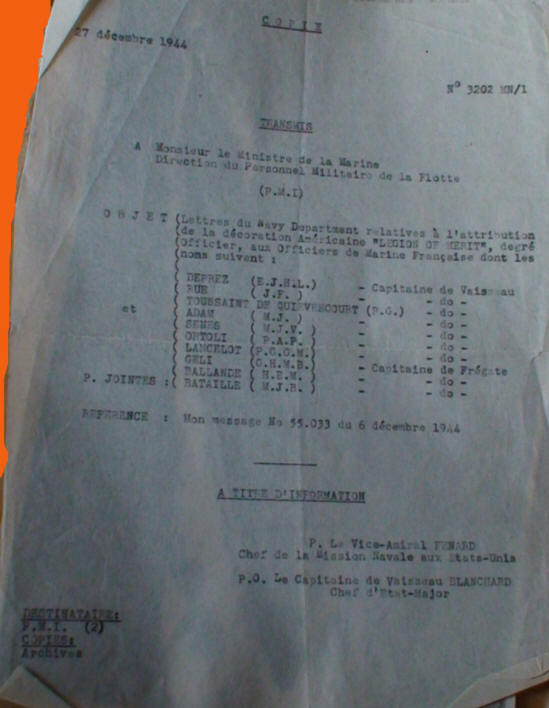 COPIE
27 décembre 1944
N° 3202 MN/1
TRANSMIS
A Monsieur le Ministre de la Marine
Direction du Personnel Militaire de la Flotte
(P.M.I)
OBJET (Lettres du Navy Department relatives à l'attribution
(de la décoration Américaine "LEGION OF MERIT", degré
(Officier, aux Officiers de Marine Française dont les
(noms suivent :
( DEPREZ (E.J.H.L.) - Capitaine de Vaisseau
( RUE ( J.F. ) - - do -
( TOUSSAINT DE QUIEVRECOURT (P.G.) - - do -
et ( ADAM ( M.J. ) - - do -
( SENES ( M.J.V. ) - - do -
( ORTOLI ( P.A.P. ) - - do -
( LANCELOT (P.G.G.M.) - - do -
( GELI (G.H.M.B.) - Capitaine de Frégate
( BALLANDE ( H.E.M. ) - - do -
P. JOINTES :( BATAILLE ( M.J.R. ) - - do -
REFERENCE : Mon message No 55.033 du 6 décembre 1944
A TITRE D'INFORMATION
P. Le Vice-Amiral FENARD
Chef de la Mission Navale aux Etats-Unis
P.O. Le Capitaine de Vaisseau BLANCHARD
Chef d'Etat-Major
DESTINATAIRE:
P.M.I. (2)
COPIES:
Archives